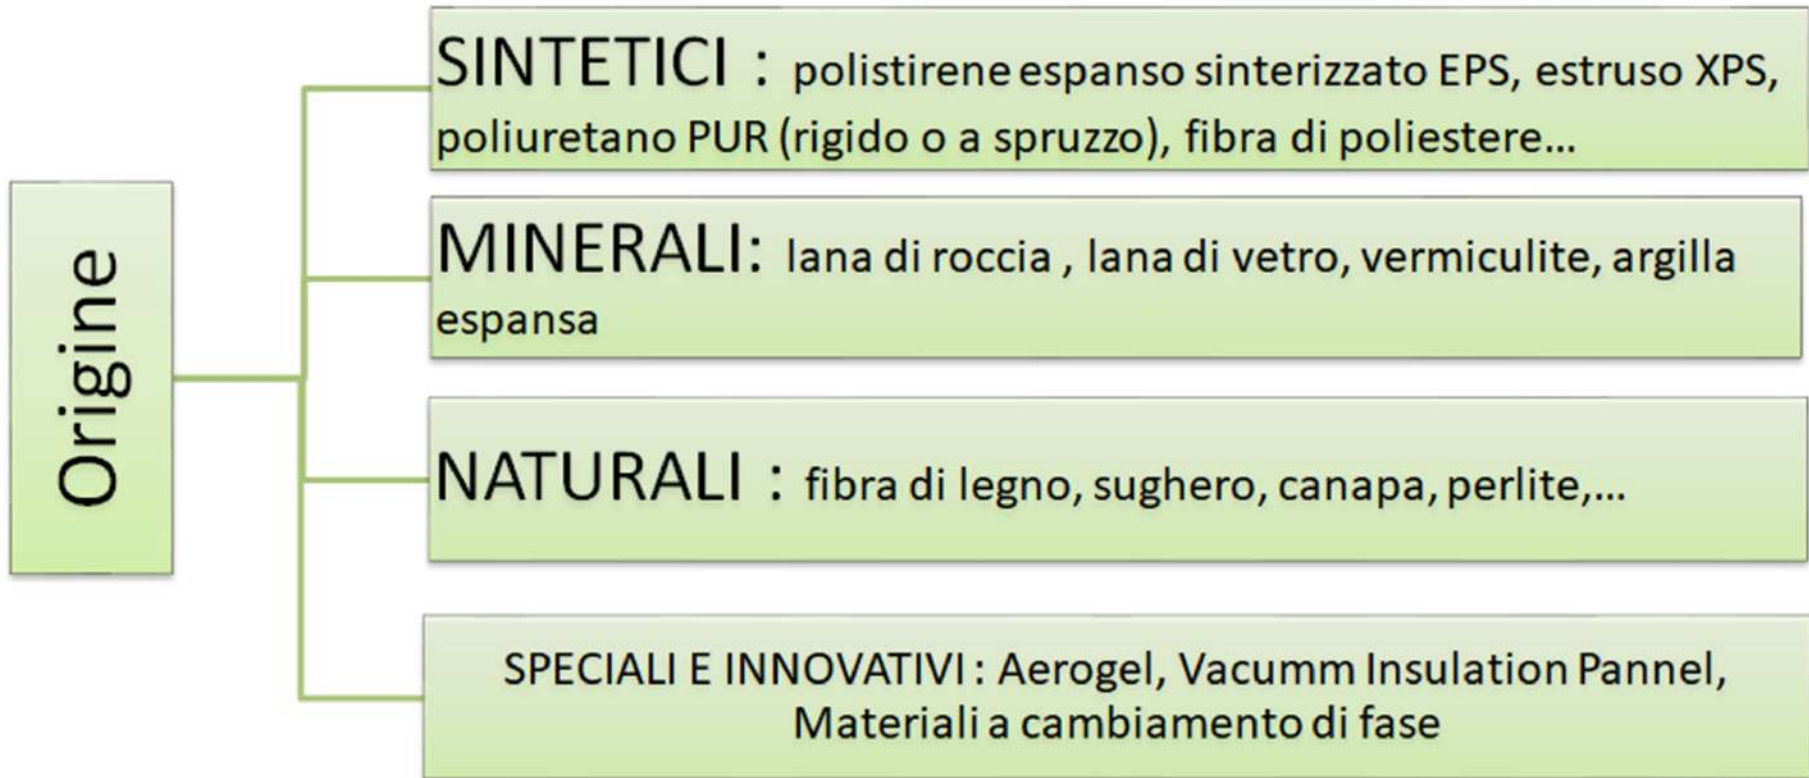 Origine
SINTETICI : polistirene espanso sinterizzato EPS, estruso XPS,
poliuretano PUR (rigido o a spruzzo), fibra di poliestere...
MINERALI: lana di roccia , lana di vetro, vermiculite, argilla
espansa
NATURALI : fibra di legno, sughero, canapa, perlite,...
SPECIALI E INNOVATIVI : Aerogel, Vacumm Insulation Pannel,
Materiali a cambiamento di fase